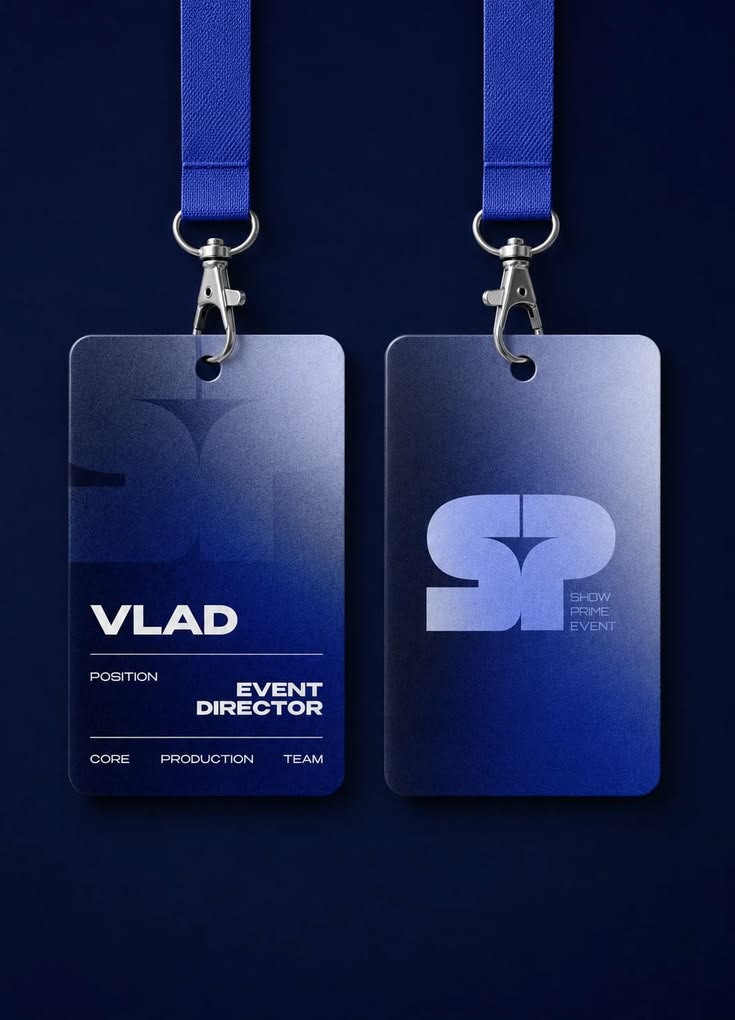 VLAD
POSITION
EVENT
DIRECTOR
CORE PRODUCTION TEAM
SP
SHOW
PRIME
EVENT